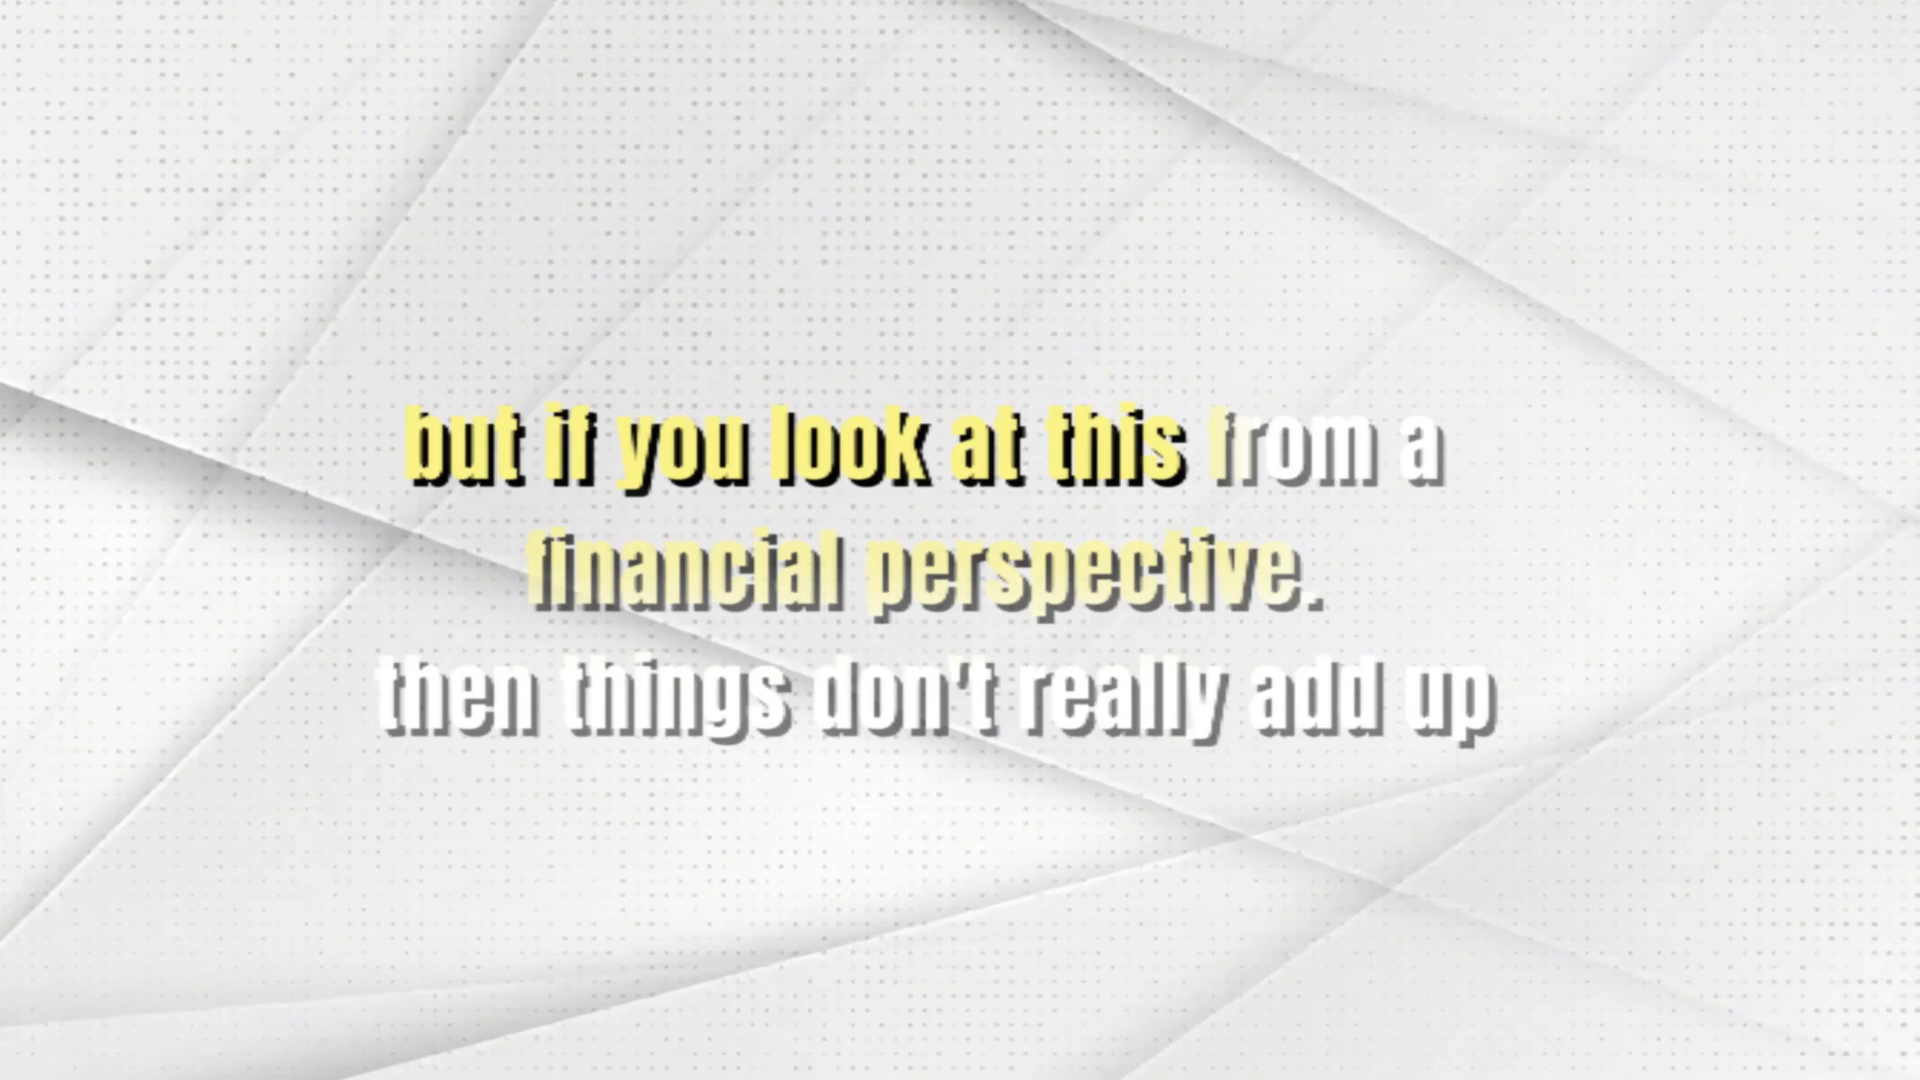 but if you look at this from a
financial perspective.
then things don't really add up